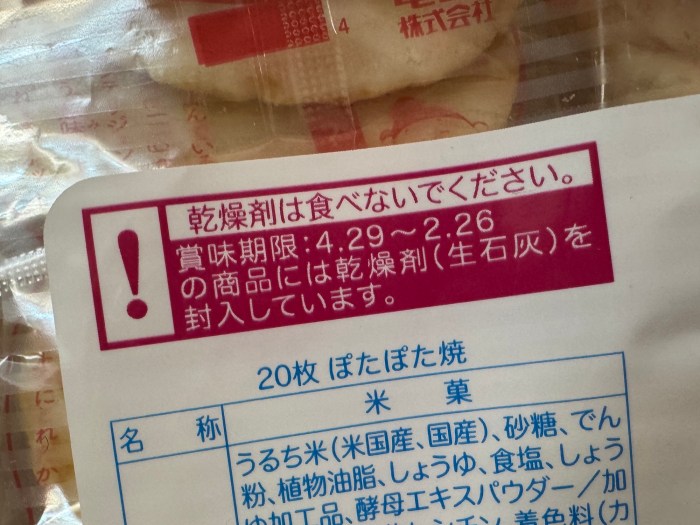 4
株式会社
乾燥剤は食べないでください。
!
賞味期限:4.29〜2.26
の商品には乾燥剤(生石灰)を
封入しています。
20枚 ぽたぽた焼
名 称
米 菓
うるち米(米国産、国産)、砂糖、でん
粉、植物油脂、しょうゆ、食塩、しょう
酵母エキスパウダー/加
加工品、
着色料(カ